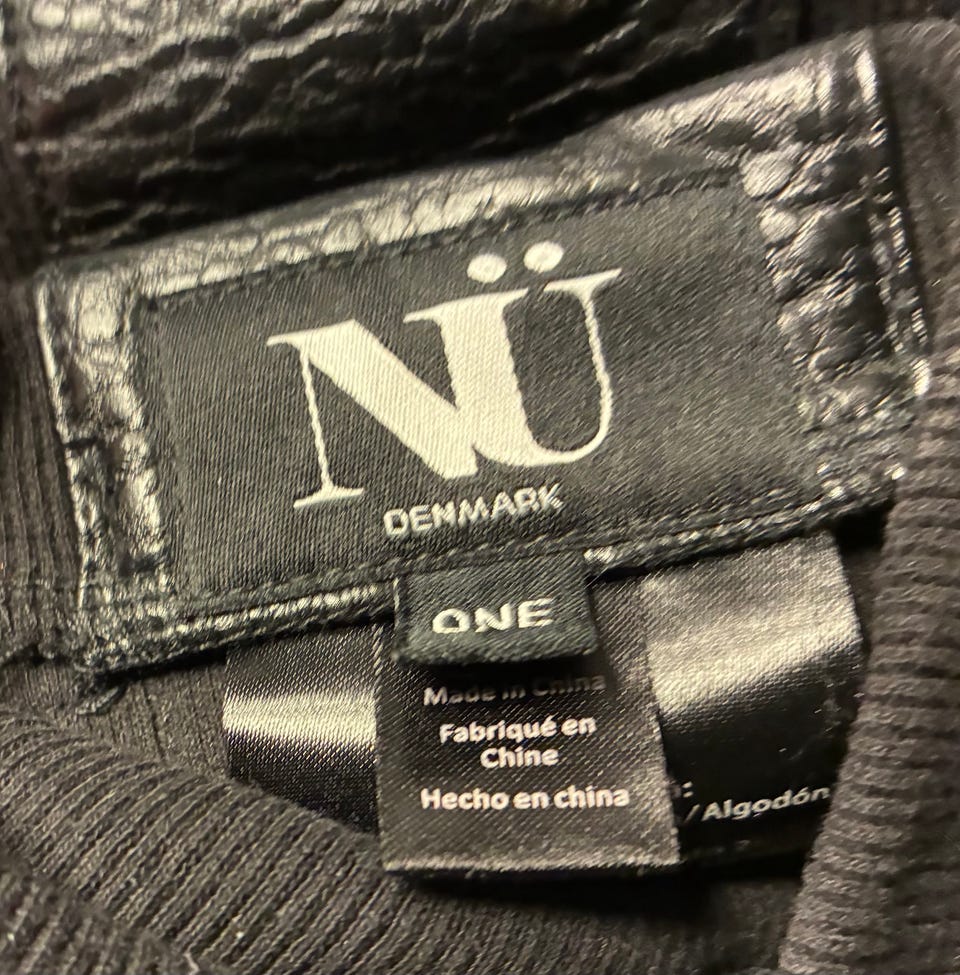 NÜ
DENMARK
ONE
Made in China
Fabriqué en
Chine
Hecho en china
/Algodón